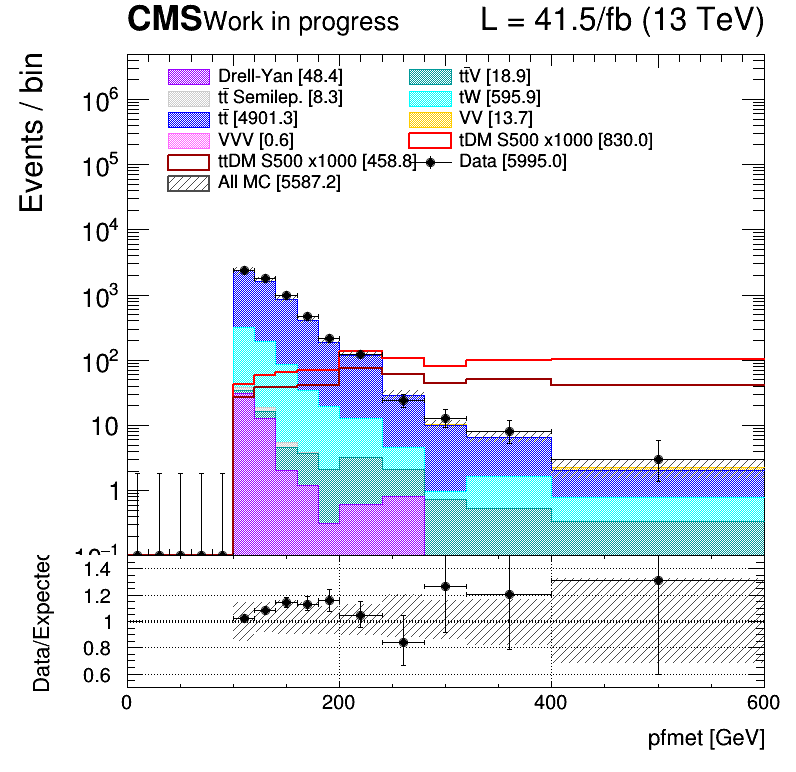 CMS Work in progress L = 41.5/fb (13 TeV)
Events / bin
Drell-Yan [48.4] tt̄V [18.9]
tt̄ Semilep. [8.3] tW [595.9]
tt̄ [4901.3] VV [13.7]
VVV [0.6] tDM S500 x1000 [830.0]
ttDM S500 x1000 [458.8] Data [5995.0]
All MC [5587.2]
10⁶
10⁵
10⁴
10³
10²
10
1
10⁻¹
Data/Expected
1.4
1.2
1
0.8
0.6
0 200 400 600
pfmet [GeV]